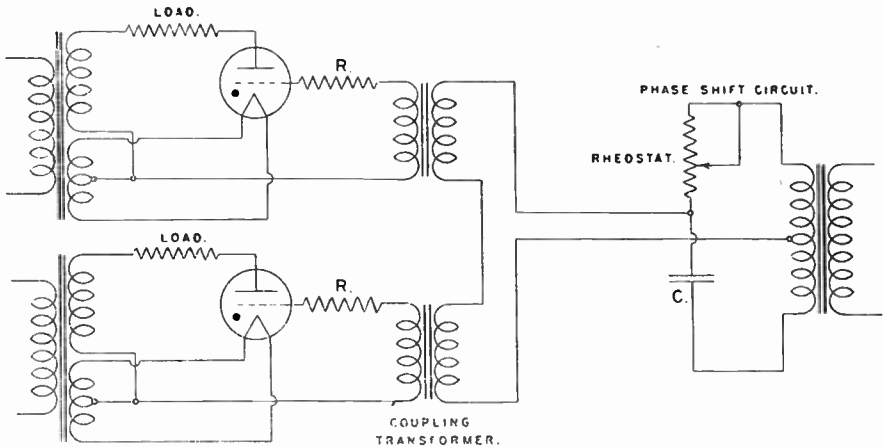 LOAD.
R.
PHASE SHIFT CIRCUIT.
RHEOSTAT.
LOAD.
R.
C.
COUPLING
TRANSFORMER.